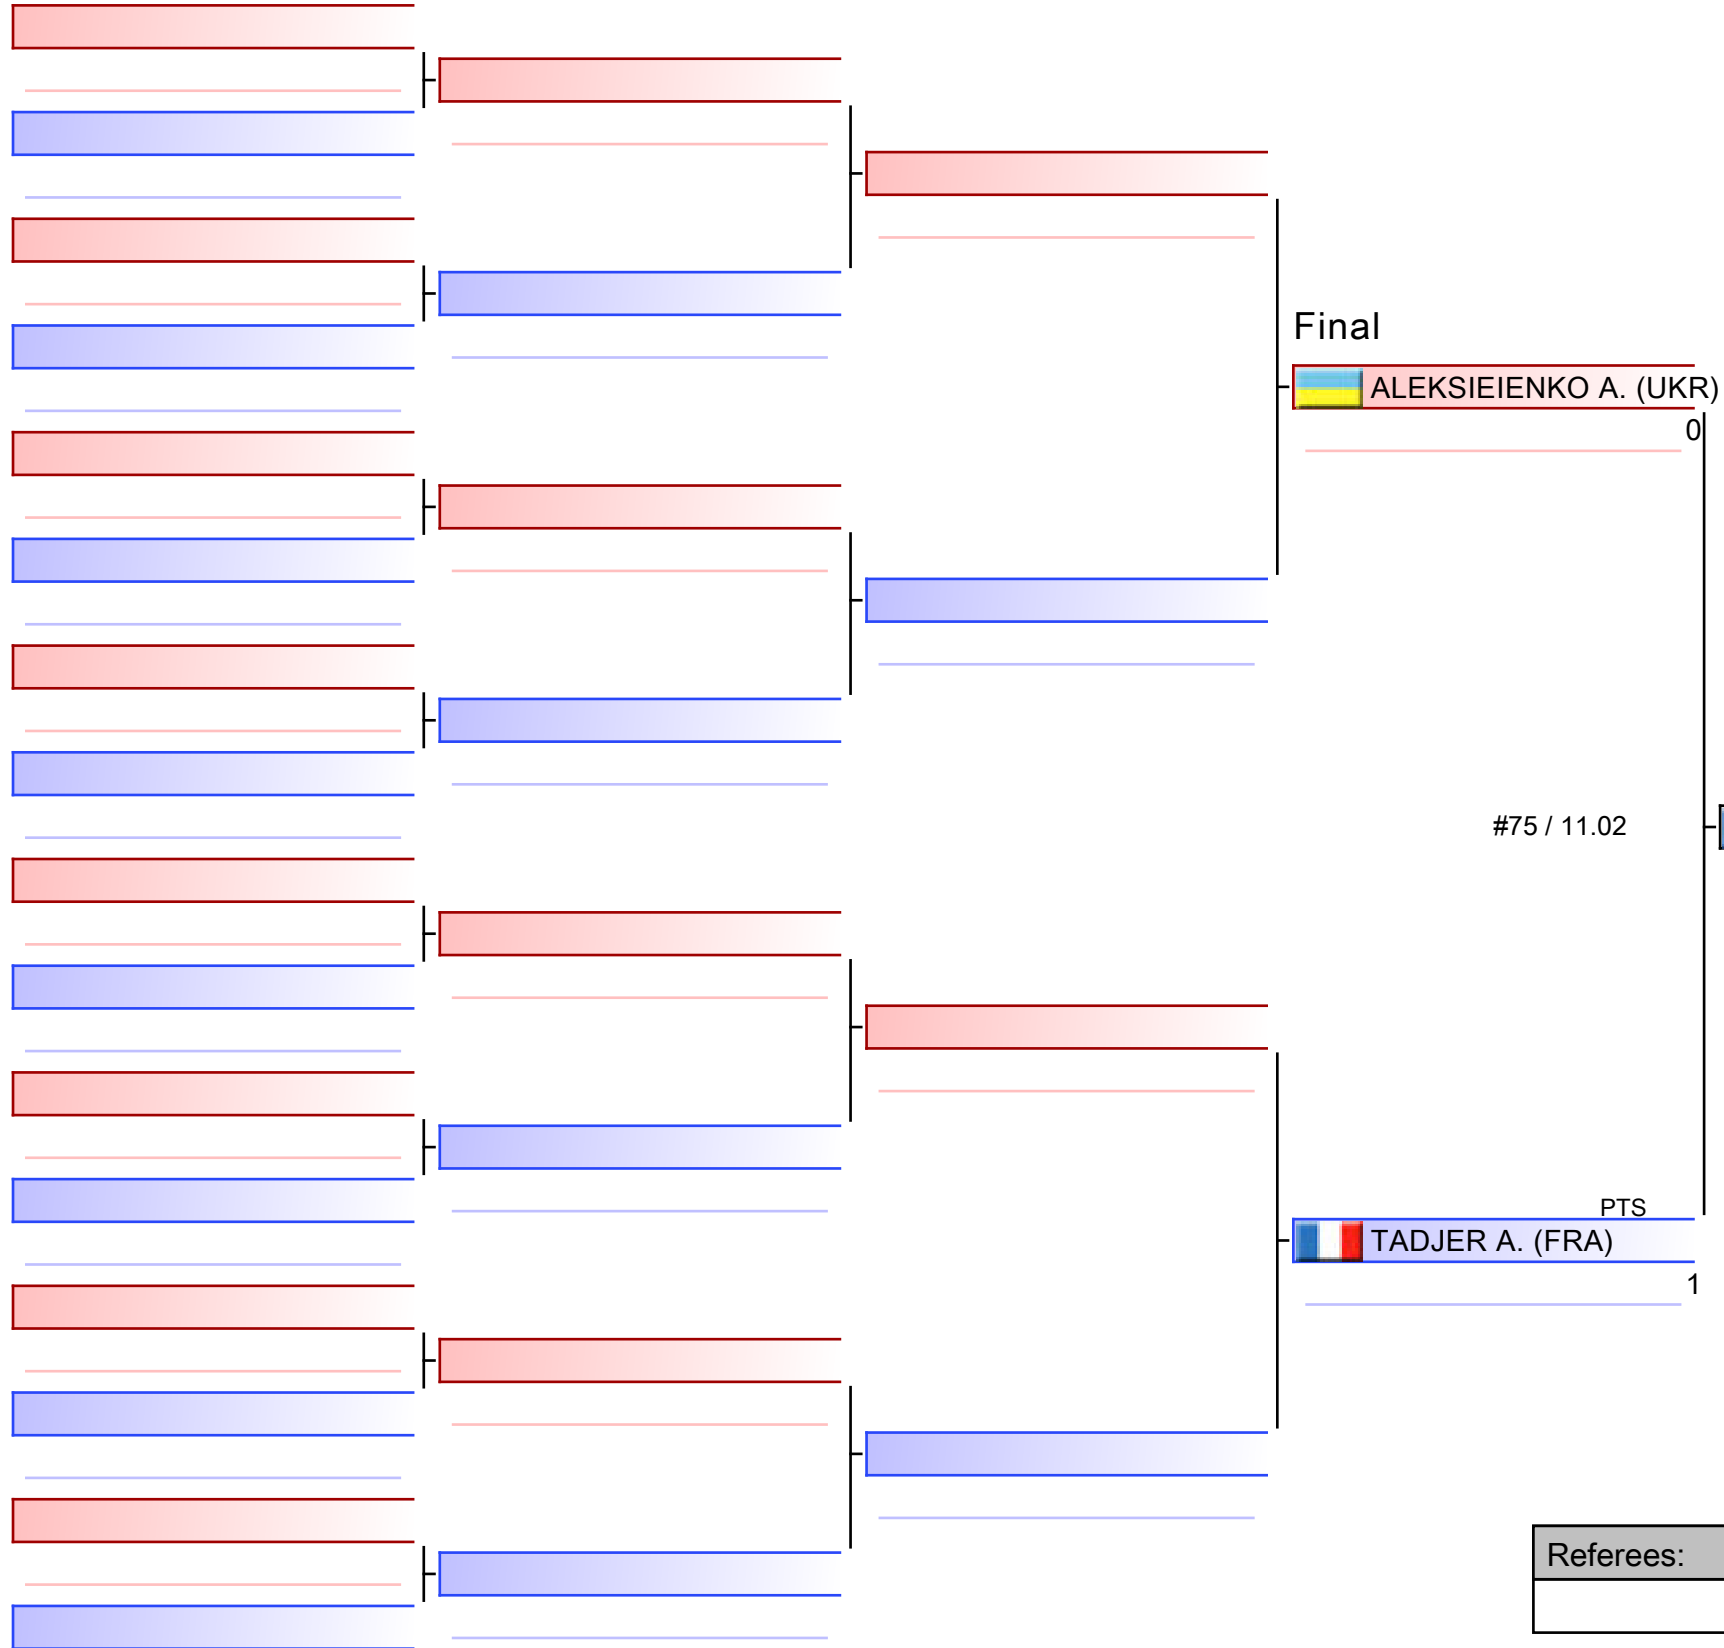 Final
ALEKSIEIENKO A. (UKR)
0
#75 / 11.02
PTS
TADJER A. (FRA)
1
Referees: